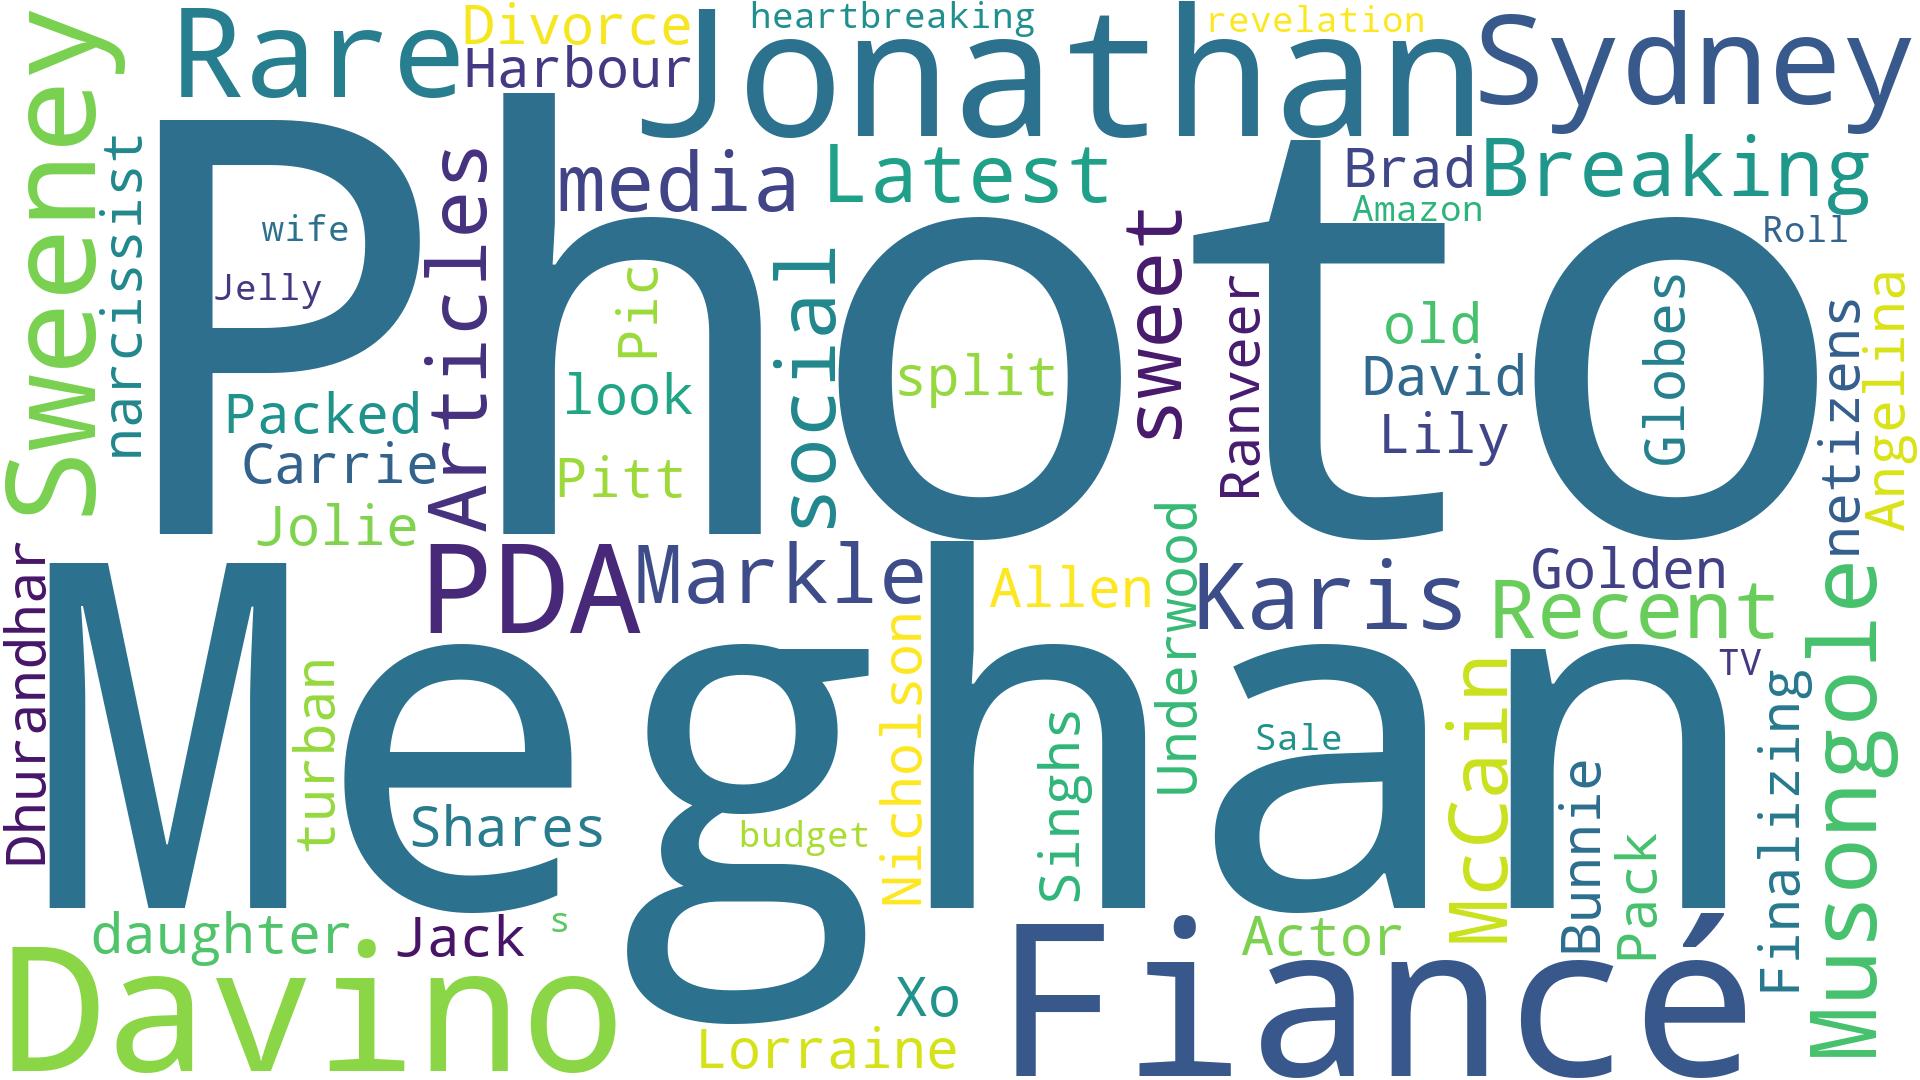 Sweeney
Rare
Divorce
Harbour
heartbreaking
Jonathan
revelation
Sydney
narcissist
Photo
wife
Jelly
Articles
media
Latest
Brad
Amazon
Breaking
Roll
Pic
look
social
split
sweet
Ranveer
old
David
Lily
Globes
netizens
Angelina
Packed
Carrie
Jolie
Pitt
PDA
Markle
Allen
Underwood
Karis
Golden
Recent
TV
Dhurandhar
Meghan
turban
Shares
budget
Nicholson
Singhs
Sale
McCain
Bunnie
Pack
Finalizing
Musongole
daughter
Jack
s
Davino
Xo
Lorraine
Actor
Fiancé